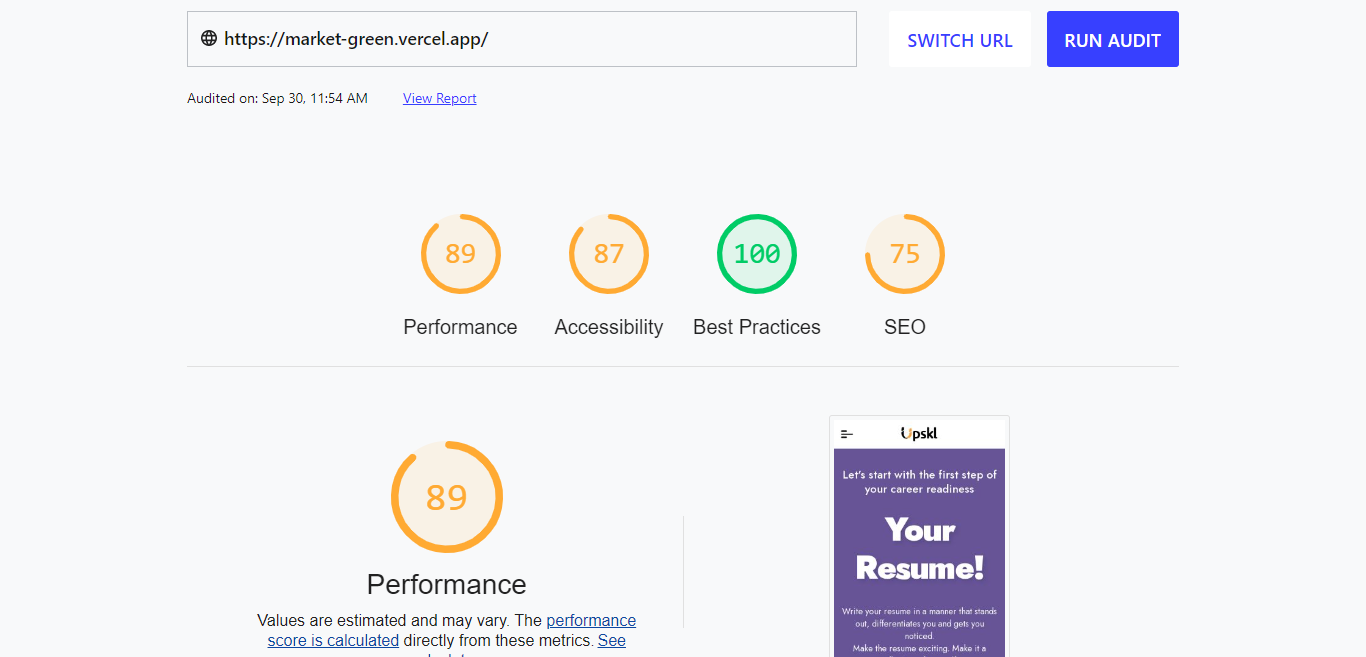 https://market-green.vercel.app/
SWITCH URL
RUN AUDIT
Audited on: Sep 30, 11:54 AM
View Report
89
87
100
75
Performance
Accessibility
Best Practices
SEO
89
Performance
Values are estimated and may vary. The performance
score is calculated directly from these metrics. See
Upskl
Let's start with the first step of
your career readiness
Your
Resume!
Write your resume in a manner that stands
out, differentiates you and gets you
noticed.
Make the resume exciting. Make it a